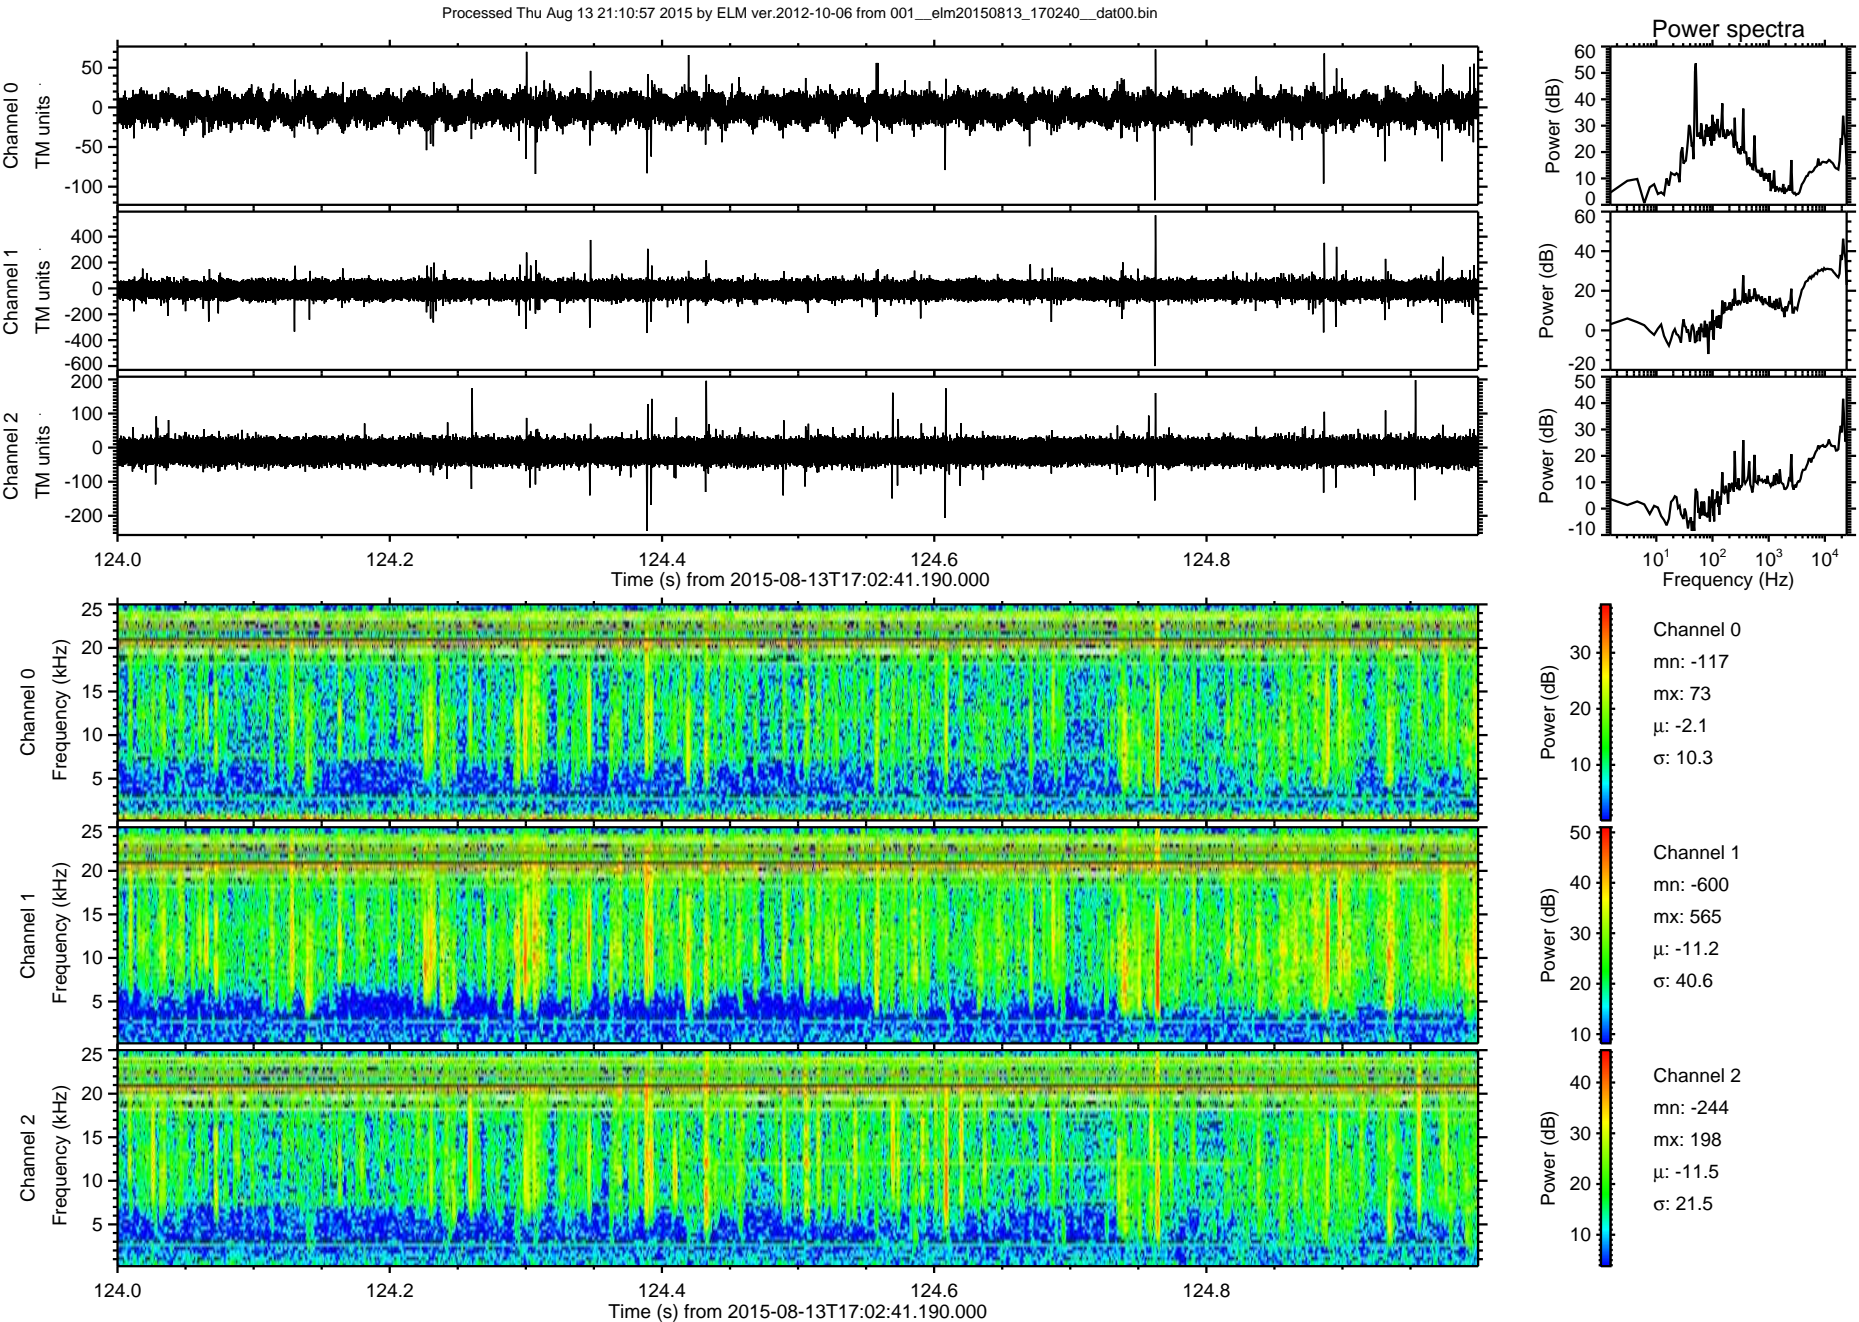 Processed Thu Aug 13 21:10:57 2015 by ELM ver.2012-10-06 from 001__elm20150813_170240__dat00.bin
Power spectra
Channel 0
TM units
50
0
-50
-100
Power (dB)
60
50
40
30
20
10
0
Channel 1
TM units
400
200
0
-200
-400
-600
Power (dB)
60
40
20
0
-20
Channel 2
TM units
200
100
0
-100
-200
Power (dB)
50
40
30
20
10
0
-10
124.0 124.2 124.4 124.6 124.8
Time (s) from 2015-08-13T17:02:41.190.000
10¹ 10² 10³ 10⁴
Frequency (Hz)
Channel 0
Frequency (kHz)
25
20
15
10
5
Power (dB)
30
20
10
Channel 0
mn: -117
mx: 73
μ: -2.1
σ: 10.3
Channel 1
Frequency (kHz)
25
20
15
10
5
Power (dB)
50
40
30
20
10
Channel 1
mn: -600
mx: 565
μ: -11.2
σ: 40.6
Channel 2
Frequency (kHz)
25
20
15
10
5
Power (dB)
40
30
20
10
Channel 2
mn: -244
mx: 198
μ: -11.5
σ: 21.5
124.0 124.2 124.4 124.6 124.8
Time (s) from 2015-08-13T17:02:41.190.000